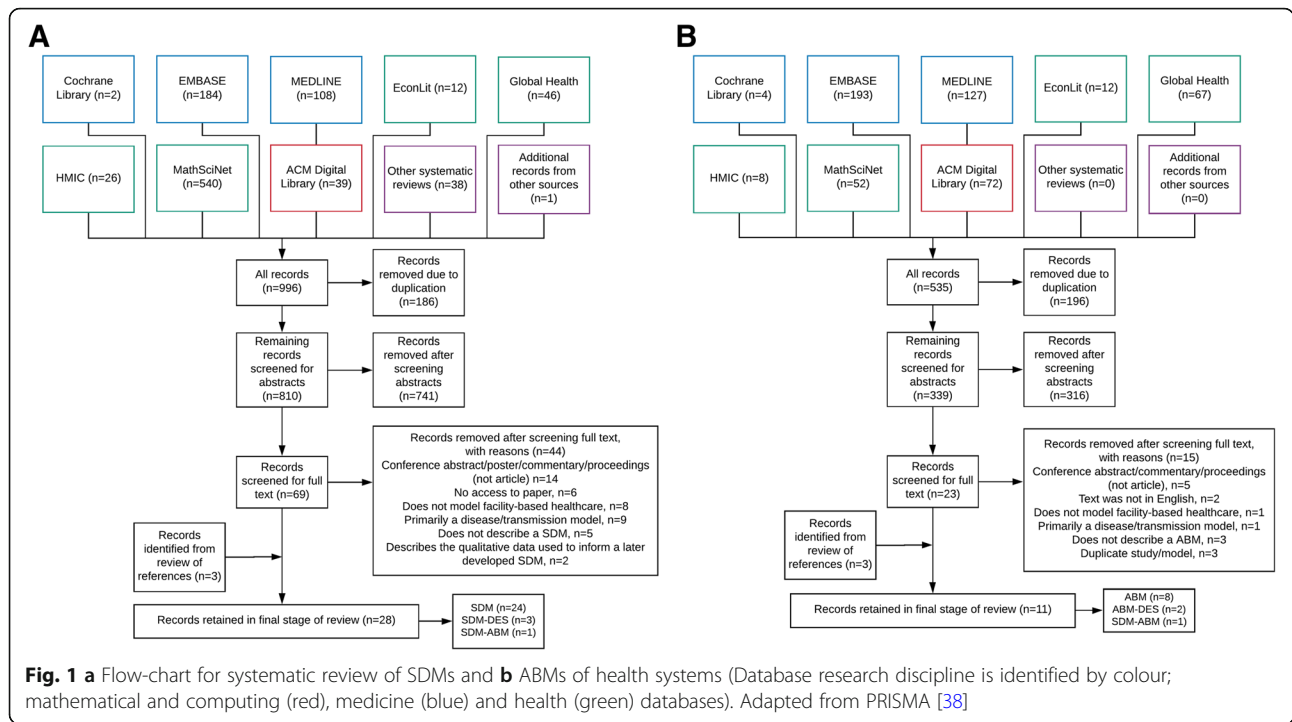 A
Cochrane
Library (n=2)
EMBASE
(n=184)
MEDLINE
(n=108)
EconLit (n=12)
Global Health
(n=46)
HMIC (n=26)
MathSciNet
(n=540)
ACM Digital
Library (n=39)
Other systematic
reviews (n=38)
Additional
records from
other sources
(n=1)
All records
(n=996)
Records
removed due to
duplication
(n=186)
Remaining
records
screened for
abstracts
(n=810)
Records
removed after
screening
abstracts
(n=741)
Records
screened for full
text (n=69)
Records removed after screening full text,
with reasons (n=44)
Conference abstract/poster/commentary/proceedings
(not article) n=14
No access to paper, n=6
Does not model facility-based healthcare, n=8
Primarily a disease/transmission model, n=9
Does not describe a SDM, n=5
Describes the qualitative data used to inform a later
developed SDM, n=2
Records
identified from
review of
references (n=3)
Records retained in final stage of review (n=28)
SDM (n=24)
SDM-DES (n=3)
SDM-ABM (n=1)
B
Cochrane
Library (n=4)
EMBASE
(n=193)
MEDLINE
(n=127)
EconLit (n=12)
Global Health
(n=67)
HMIC (n=8)
MathSciNet
(n=52)
ACM Digital
Library (n=72)
Other systematic
reviews (n=0)
Additional
records from
other sources
(n=0)
All records
(n=535)
Records
removed due to
duplication
(n=196)
Remaining
records
screened for
abstracts
(n=339)
Records
removed after
screening
abstracts
(n=316)
Records
screened for full
text (n=23)
Records removed after screening full text,
with reasons (n=15)
Conference abstract/commentary/proceedings
(not article), n=5
Text was not in English, n=2
Does not model facility-based healthcare, n=1
Primarily a disease/transmission model, n=1
Does not describe a ABM, n=3
Duplicate study/model, n=3
Records
identified from
review of
references (n=3)
Records retained in final stage of review (n=11)
ABM (n=8)
ABM-DES (n=2)
SDM-ABM (n=1)
Fig. 1 a Flow-chart for systematic review of SDMs and b ABMs of health systems (Database research discipline is identified by colour;
mathematical and computing (red), medicine (blue) and health (green) databases). Adapted from PRISMA [38]